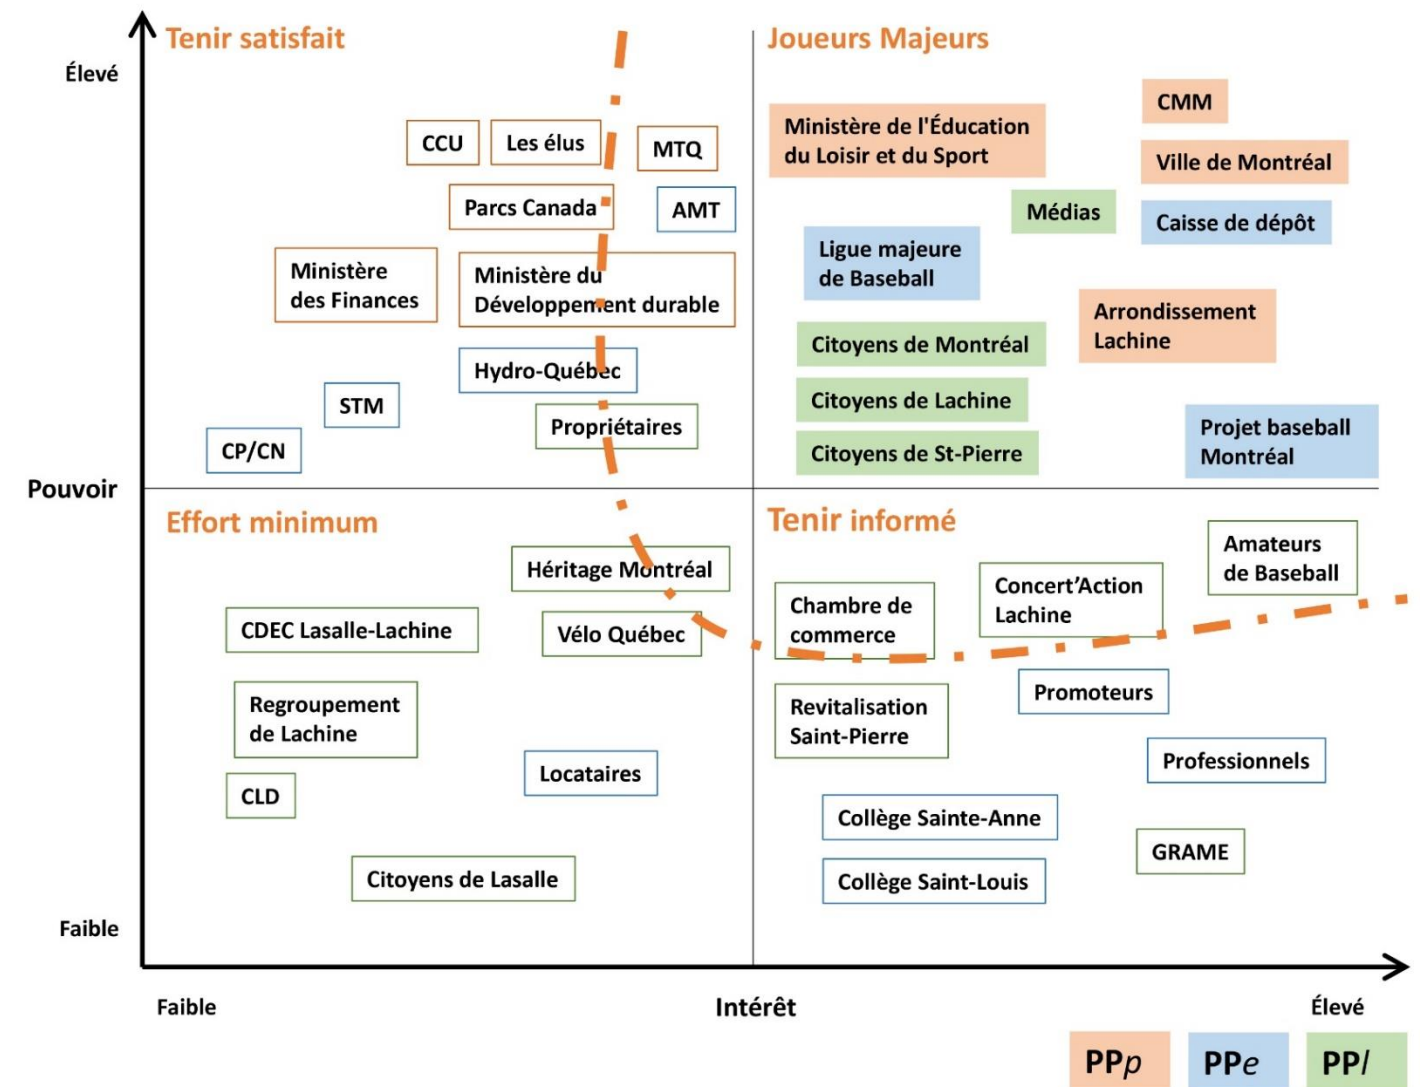 Tenir satisfait
Joueurs Majeurs
Élevé
CMM
Ministère de l'Éducation
du Loisir et du Sport
CCU
Les élus
MTQ
Ville de Montréal
Parcs Canada
AMT
Médias
Caisse de dépôt
Ligue majeure
de Baseball
Ministère
des Finances
Ministère du
Développement durable
Arrondissement
Lachine
Citoyens de Montréal
Hydro-Québec
STM
Citoyens de Lachine
Propriétaires
Projet baseball
Montréal
CP/CN
Citoyens de St-Pierre
Pouvoir
Effort minimum
Tenir informé
Amateurs
de Baseball
Héritage Montréal
Concert’Action
Lachine
Chambre de
commerce
CDEC Lasalle-Lachine
Vélo Québec
Promoteurs
Regroupement
de Lachine
Revitalisation
Saint-Pierre
Professionnels
Locataires
CLD
Collège Sainte-Anne
GRAME
Citoyens de Lasalle
Collège Saint-Louis
Faible
Faible
Intérêt
Élevé
PPp
PPe
PPl